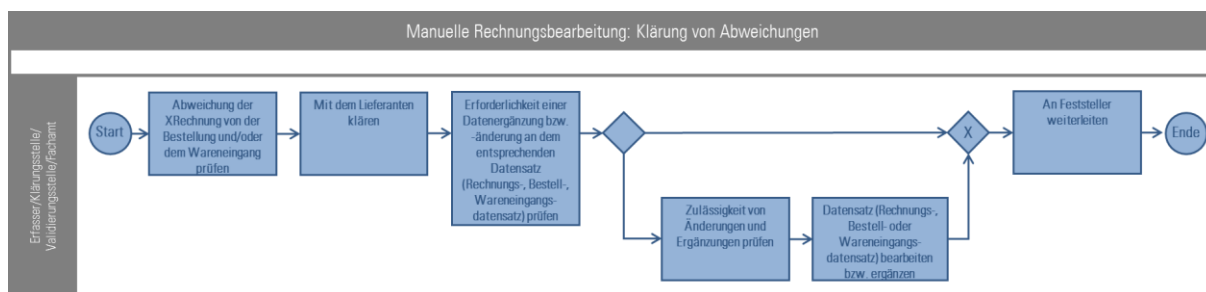 Manuelle Rechnungsbearbeitung: Klärung von Abweichungen
Erfasser/Klärungsstelle/
Validierungsstelle/Fachamt
Start
Abweichung der
XRechnung von der
Bestellung und/oder
dem Wareneingang
prüfen
Mit dem Lieferanten
klären
Erforderlichkeit einer
Datenergänzung bzw.
-änderung an dem
entsprechenden
Datensatz
(Rechnungs-, Bestell-,
Wareneingangs-
datensatz) prüfen
Zulässigkeit von
Änderungen und
Ergänzungen prüfen
Datensatz (Rechnungs-,
Bestell- oder
Wareneingangs-
datensatz) bearbeiten
bzw. ergänzen
X
An Feststeller
weiterleiten
Ende